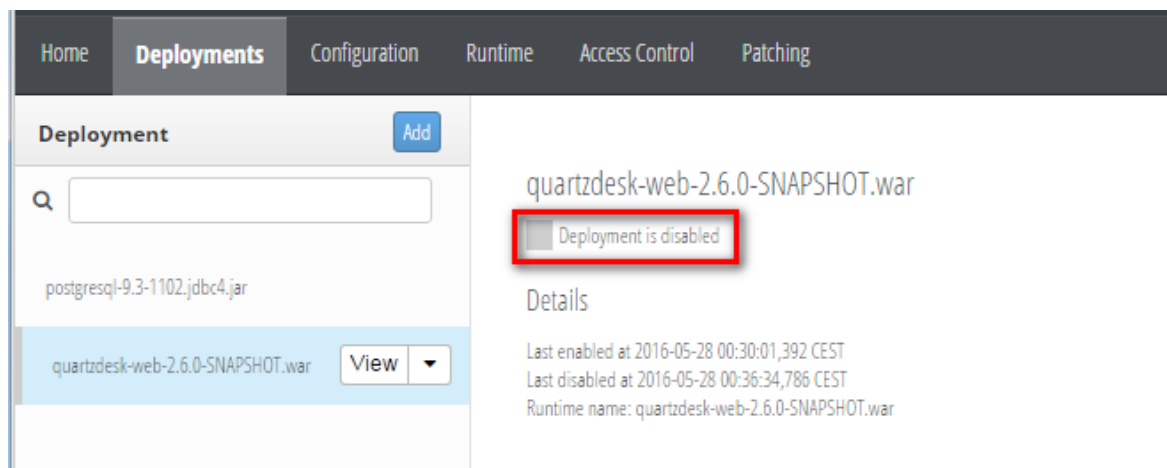 Home Deployments Configuration Runtime Access Control Patching
Deployment Add
postgresql-9.3-1102.jdbc4.jar
quartzdesk-web-2.6.0-SNAPSHOT.war View
quartzdesk-web-2.6.0-SNAPSHOT.war
Deployment is disabled
Details
Last enabled at 2016-05-28 00:30:01,392 CEST
Last disabled at 2016-05-28 00:36:34,786 CEST
Runtime name: quartzdesk-web-2.6.0-SNAPSHOT.war